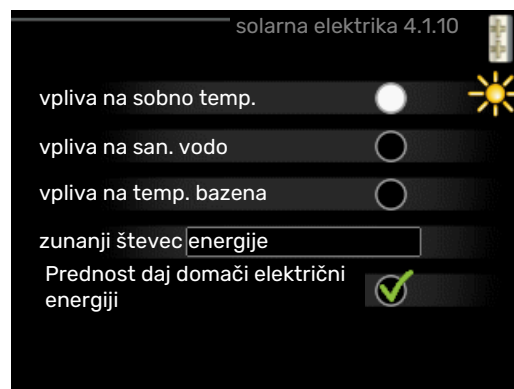 solarna elektrika 4.1.10
vpliva na sobno temp.
vpliva na san. vodo
vpliva na temp. bazena
zunanji števec energije
Prednost daj domači električni
energiji